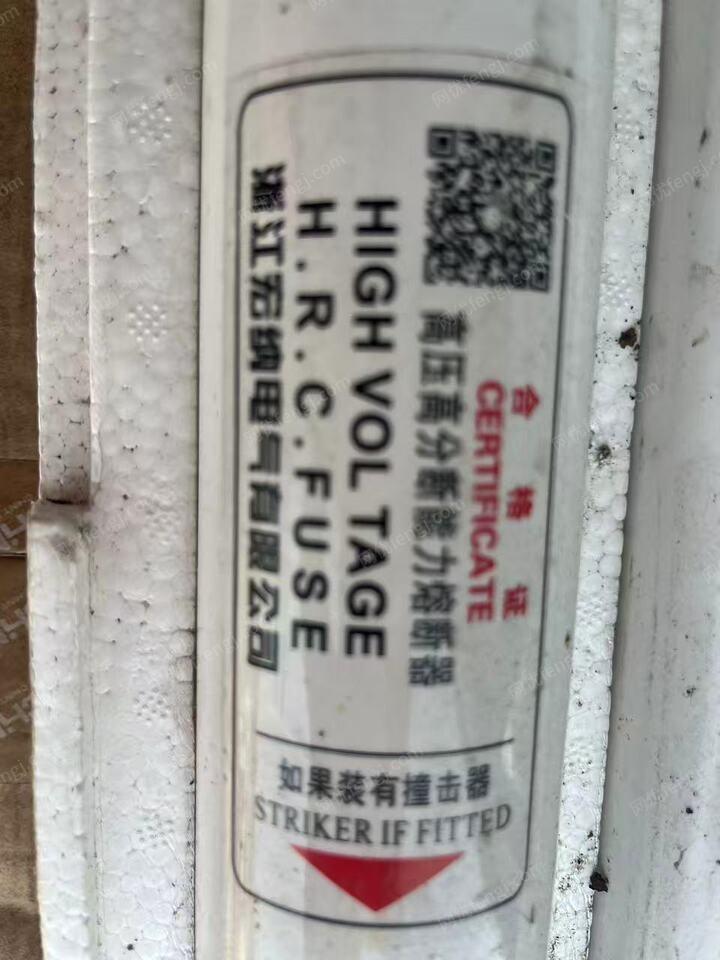 合格证
CERTIFICATE
高压高分断能力熔断器
HIGH VOLTAGE
H.R.C.FUSE
浙江宏纳电气有限公司
如果装有撞击器
STRIKER IF FITTED